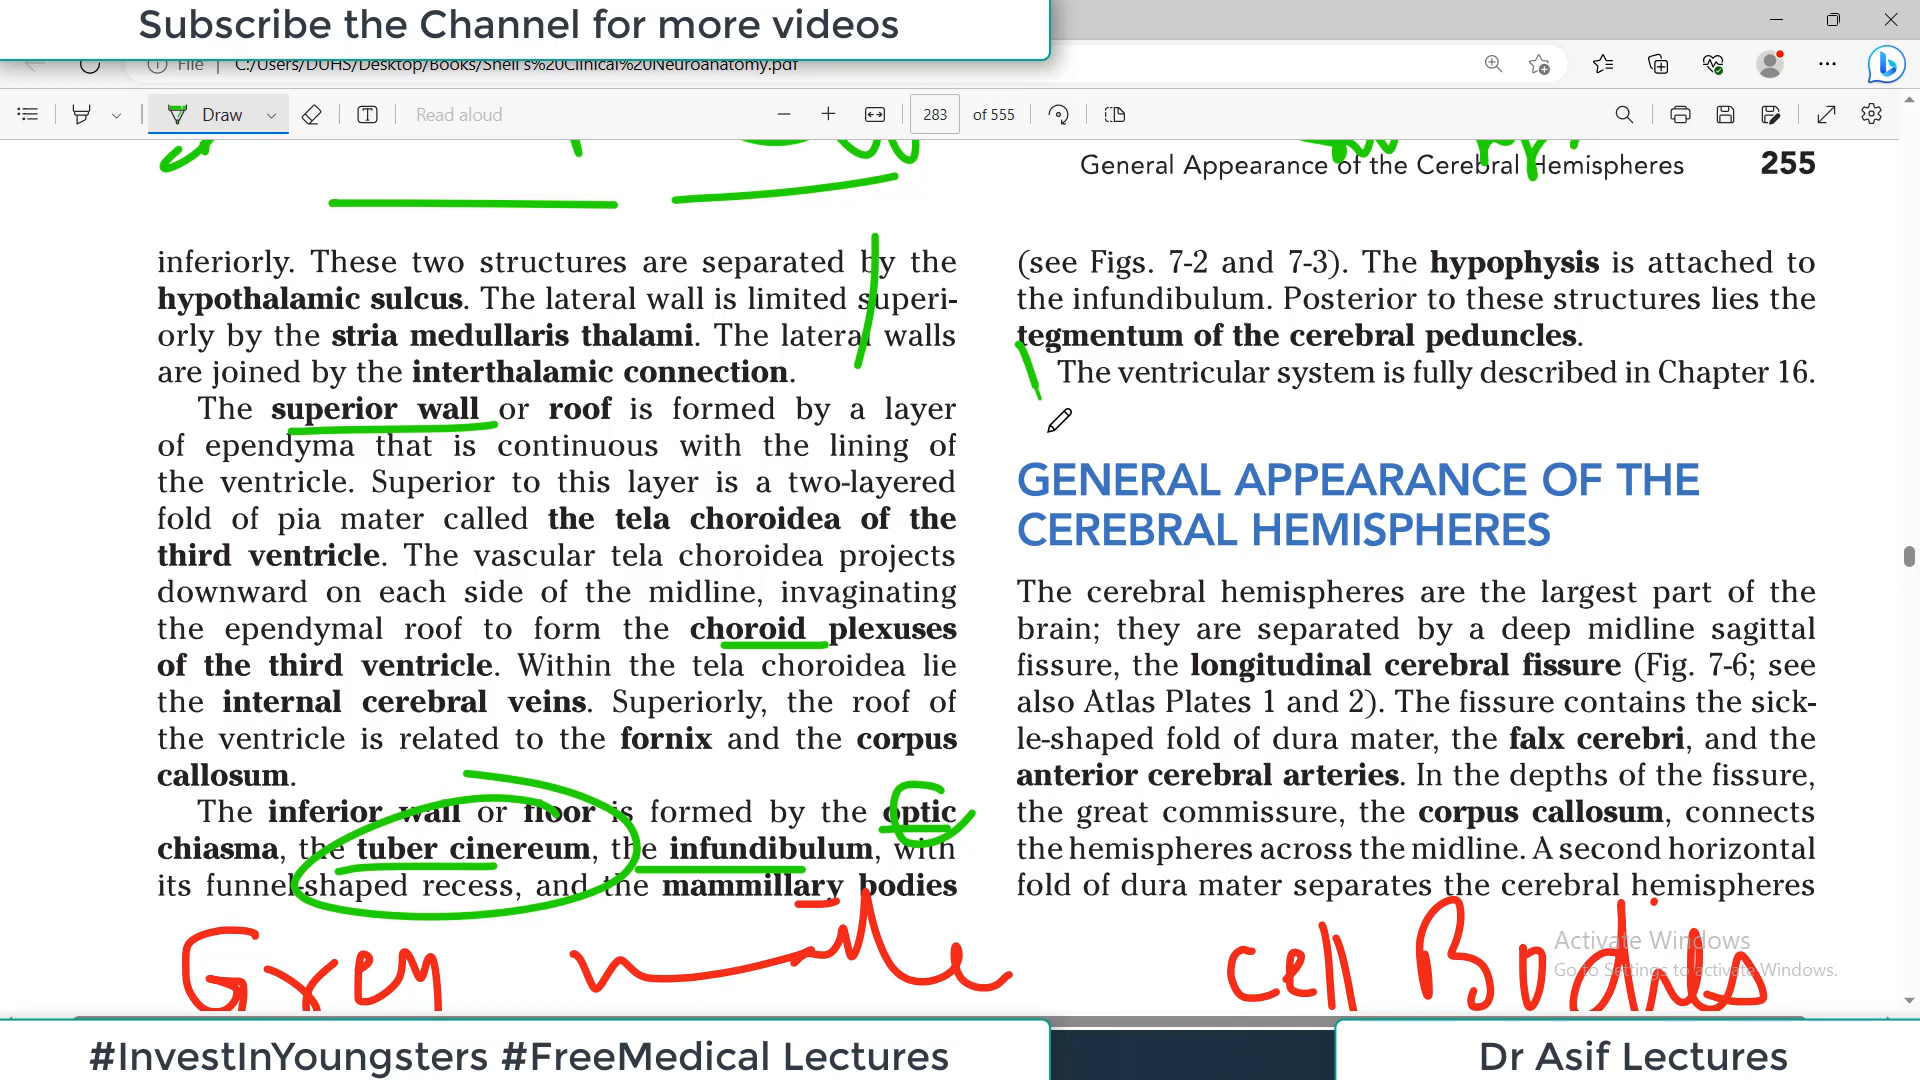 Subscribe the Channel for more videos
File
C:/Users/DUHS/Desktop/Books/Snell's%20Clinical%20Neuroanatomy.pdf
Draw
Read aloud
283 of 555
General Appearance of the Cerebral Hemispheres 255
inferiorly. These two structures are separated by the
hypothalamic sulcus. The lateral wall is limited superi-
orly by the stria medullaris thalami. The lateral walls
are joined by the interthalamic connection.
The superior wall or roof is formed by a layer
of ependyma that is continuous with the lining of
the ventricle. Superior to this layer is a two-layered
fold of pia mater called the tela choroidea of the
third ventricle. The vascular tela choroidea projects
downward on each side of the midline, invaginating
the ependymal roof to form the choroid plexuses
of the third ventricle. Within the tela choroidea lie
the internal cerebral veins. Superiorly, the roof of
the ventricle is related to the fornix and the corpus
callosum.
The inferior wall or floor is formed by the optic
chiasma, the tuber cinereum, the infundibulum, with
its funnel-shaped recess, and the mammillary bodies
(see Figs. 7-2 and 7-3). The hypophysis is attached to
the infundibulum. Posterior to these structures lies the
tegmentum of the cerebral peduncles.
The ventricular system is fully described in Chapter 16.
GENERAL APPEARANCE OF THE
CEREBRAL HEMISPHERES
The cerebral hemispheres are the largest part of the
brain; they are separated by a deep midline sagittal
fissure, the longitudinal cerebral fissure (Fig. 7-6; see
also Atlas Plates 1 and 2). The fissure contains the sick-
le-shaped fold of dura mater, the falx cerebri, and the
anterior cerebral arteries. In the depths of the fissure,
the great commissure, the corpus callosum, connects
the hemispheres across the midline. A second horizontal
fold of dura mater separates the cerebral hemispheres
Grey
cell Bodies
Activate Windows
Go to Settings to activate Windows.
#InvestInYoungsters #FreeMedical Lectures
Dr Asif Lectures